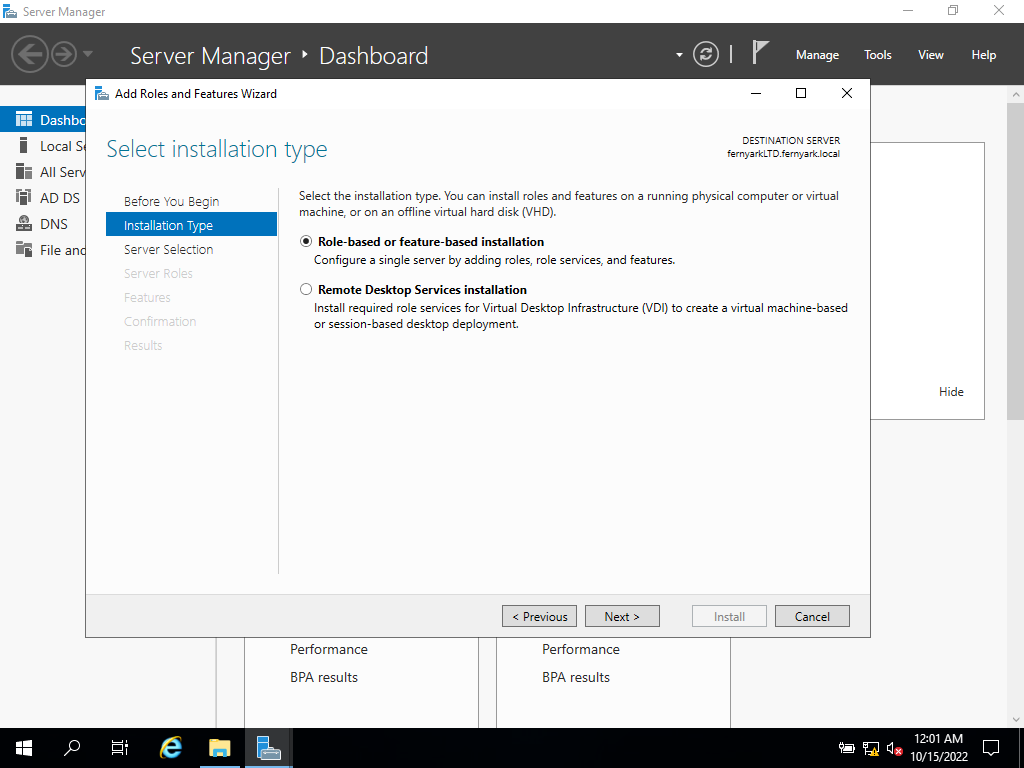 Server Manager
Server Manager
Dashboard
Manage
Tools
View
Help
Add Roles and Features Wizard
Dashbo
Local Se
All Serv
AD DS
DNS
File and
Select installation type
DESTINATION SERVER
fernyarkLTD.fernyark.local
Before You Begin
Installation Type
Server Selection
Server Roles
Features
Confirmation
Results
Select the installation type. You can install roles and features on a running physical computer or virtual
machine, or on an offline virtual hard disk (VHD).
Role-based or feature-based installation
Configure a single server by adding roles, role services, and features.
Remote Desktop Services installation
Install required role services for Virtual Desktop Infrastructure (VDI) to create a virtual machine-based
or session-based desktop deployment.
Hide
< Previous
Next >
Install
Cancel
Performance
BPA results
Performance
BPA results
12:01 AM
10/15/2022